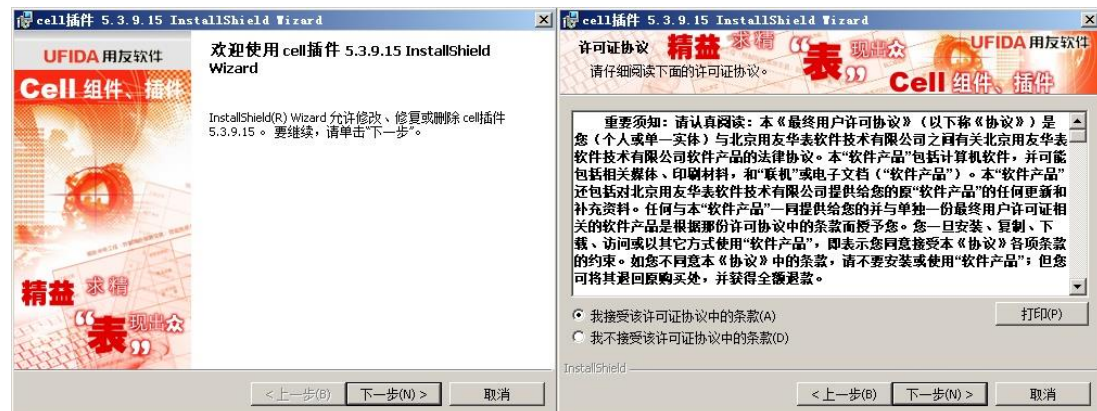 cell插件 5.3.9.15 InstallShield Wizard
UFIDA 用友软件
Cell 组件、插件
精益 求精
“表” 现出众
欢迎使用 cell插件 5.3.9.15 InstallShield
Wizard
InstallShield(R) Wizard 允许修改、修复或删除 cell插件
5.3.9.15 。 要继续，请单击“下一步”。
< 上一步(B)
下一步(N) >
取消
cell插件 5.3.9.15 InstallShield Wizard
许可证协议
请仔细阅读下面的许可证协议。
精益 求精 “表” 现出众
UFIDA 用友软件
Cell 组件、插件
重要须知：请认真阅读：本《最终用户许可协议》（以下称《协议》）是
您（个人或单一实体）与北京用友华表软件技术有限公司之间有关北京用友华表
软件技术有限公司软件产品的法律协议。本“软件产品”包括计算机软件，并可能
包括相关媒体、印刷材料，和“联机”或电子文档（“软件产品”）。本“软件产品”
还包括对北京用友华表软件技术有限公司提供给您的原“软件产品”的任何更新和
补充资料。任何与本“软件产品”一同提供给您的并与单独一份最终用户许可证相
关的软件产品是根据那份许可协议中的条款而授予您。您一旦安装、复制、下
载、访问或以其它方式使用“软件产品”，即表示您同意接受本《协议》各项条款
的约束。如您不同意本《协议》中的条款，请不要安装或使用“软件产品”；但您
可将其退回原购买处，并获得全额退款。
我接受该许可证协议中的条款(A)
打印(P)
我不接受该许可证协议中的条款(D)
InstallShield
< 上一步(B)
下一步(N) >
取消